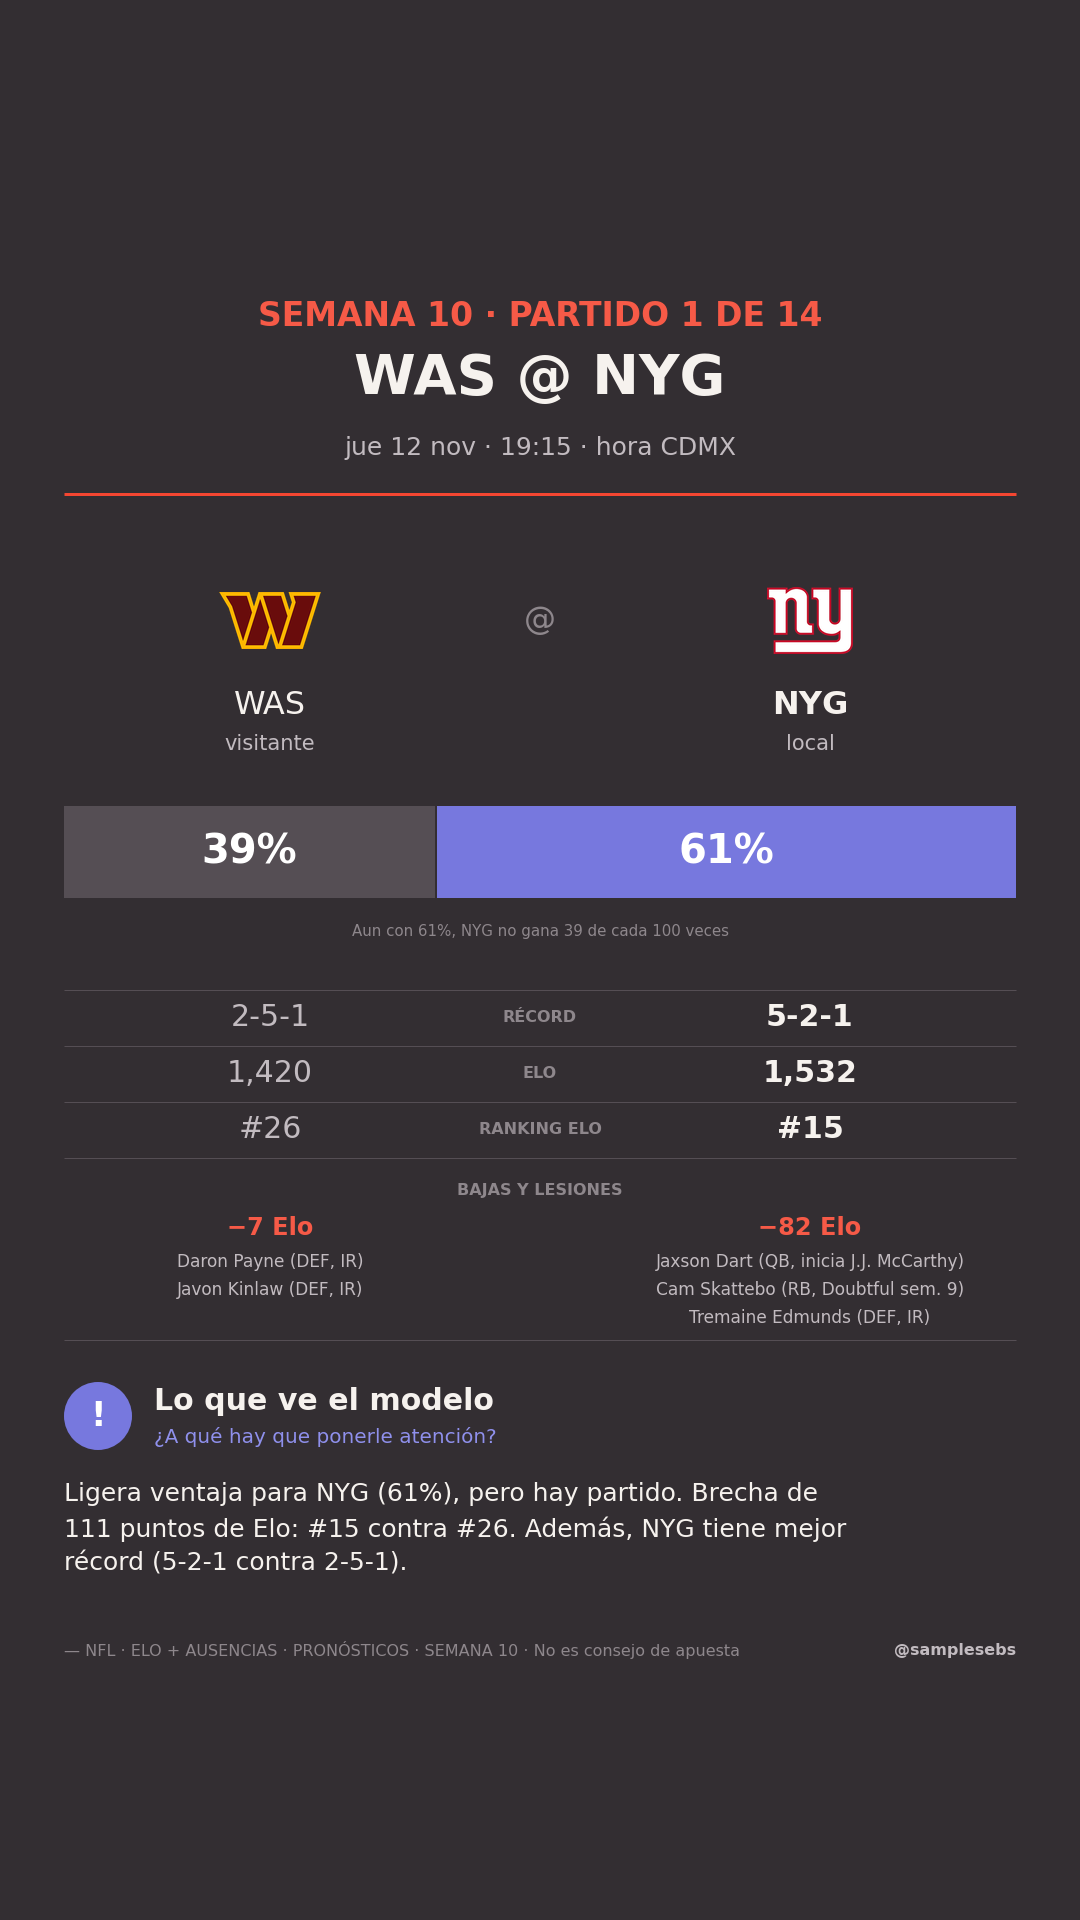 SEMANA 10 · PARTIDO 1 DE 14
WAS @ NYG
jue 12 nov · 19:15 · hora CDMX
W
@
ny
WAS
NYG
visitante
local
39%
61%
Aun con 61%, NYG no gana 39 de cada 100 veces
2-5-1 RÉCORD 5-2-1
1,420 ELO 1,532
#26 RANKING ELO #15
BAJAS Y LESIONES
−7 Elo
−82 Elo
Daron Payne (DEF, IR)
Jaxson Dart (QB, inicia J.J. McCarthy)
Javon Kinlaw (DEF, IR)
Cam Skattebo (RB, Doubtful sem. 9)
Tremaine Edmunds (DEF, IR)
!
Lo que ve el modelo
¿A qué hay que ponerle atención?
Ligera ventaja para NYG (61%), pero hay partido. Brecha de
111 puntos de Elo: #15 contra #26. Además, NYG tiene mejor
récord (5-2-1 contra 2-5-1).
— NFL · ELO + AUSENCIAS · PRONÓSTICOS · SEMANA 10 · No es consejo de apuesta
@samplesebs